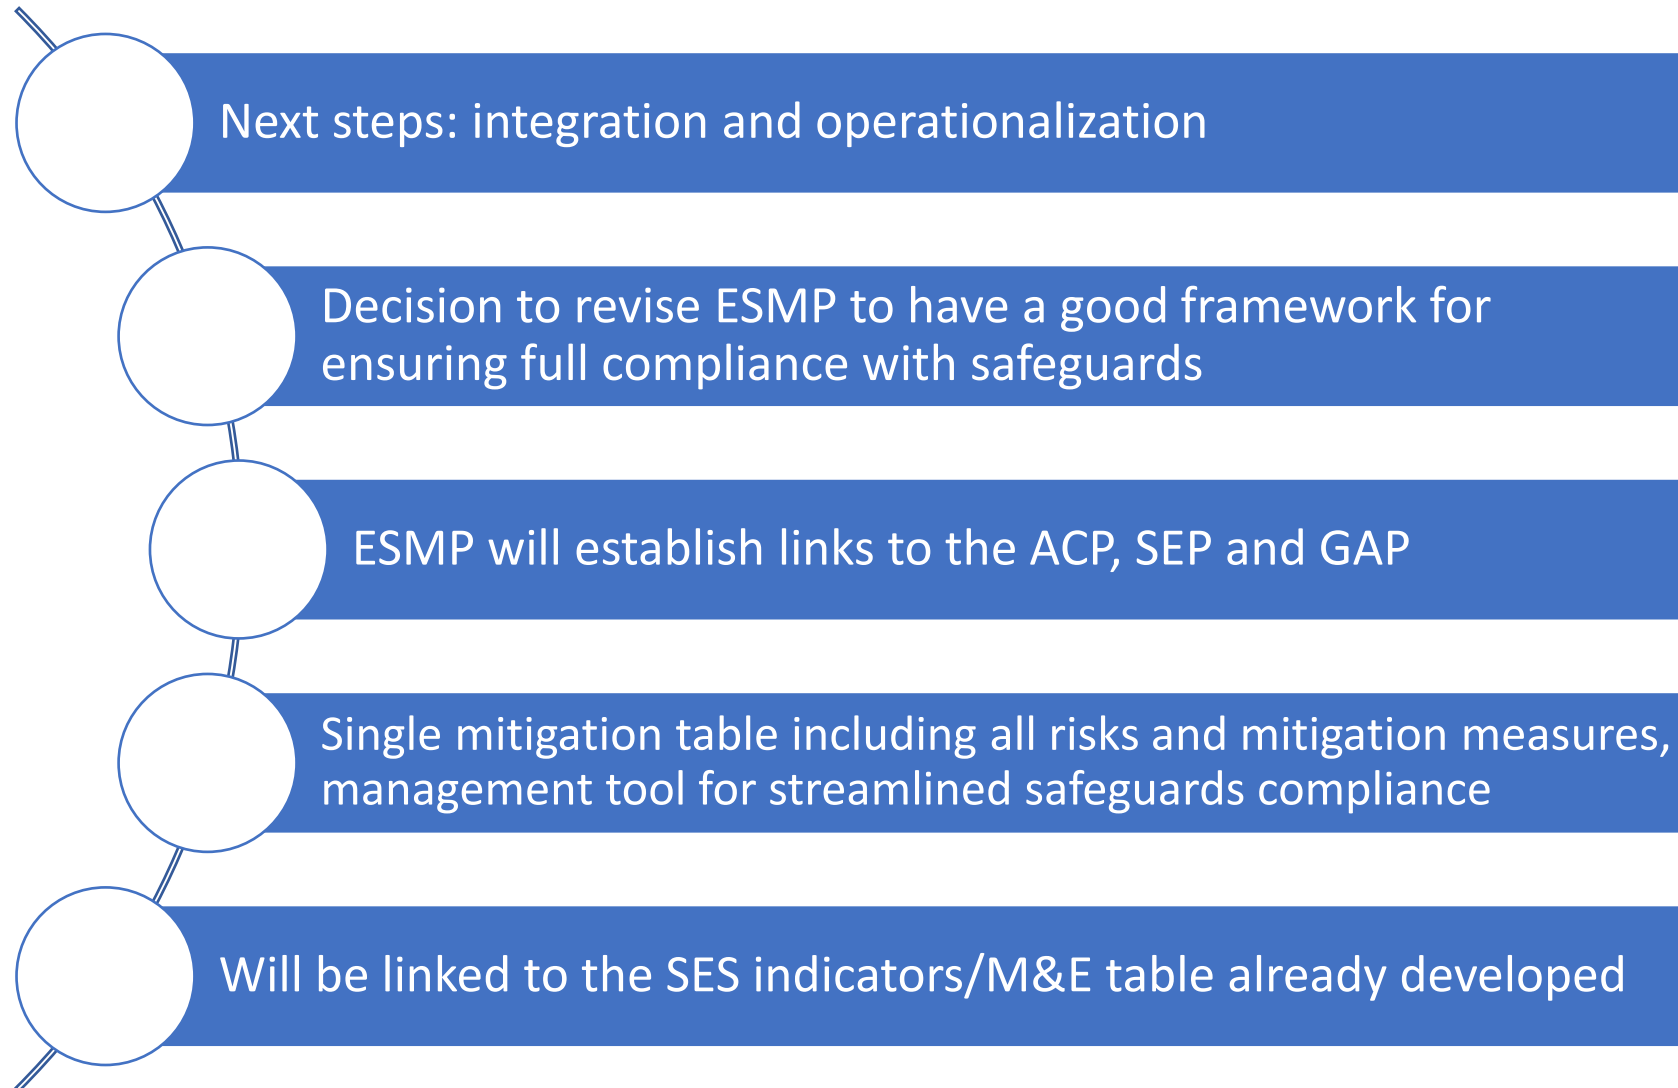 Next steps: integration and operationalization
Decision to revise ESMP to have a good framework for
ensuring full compliance with safeguards
ESMP will establish links to the ACP, SEP and GAP
Single mitigation table including all risks and mitigation measures,
management tool for streamlined safeguards compliance
Will be linked to the SES indicators/M&E table already developed